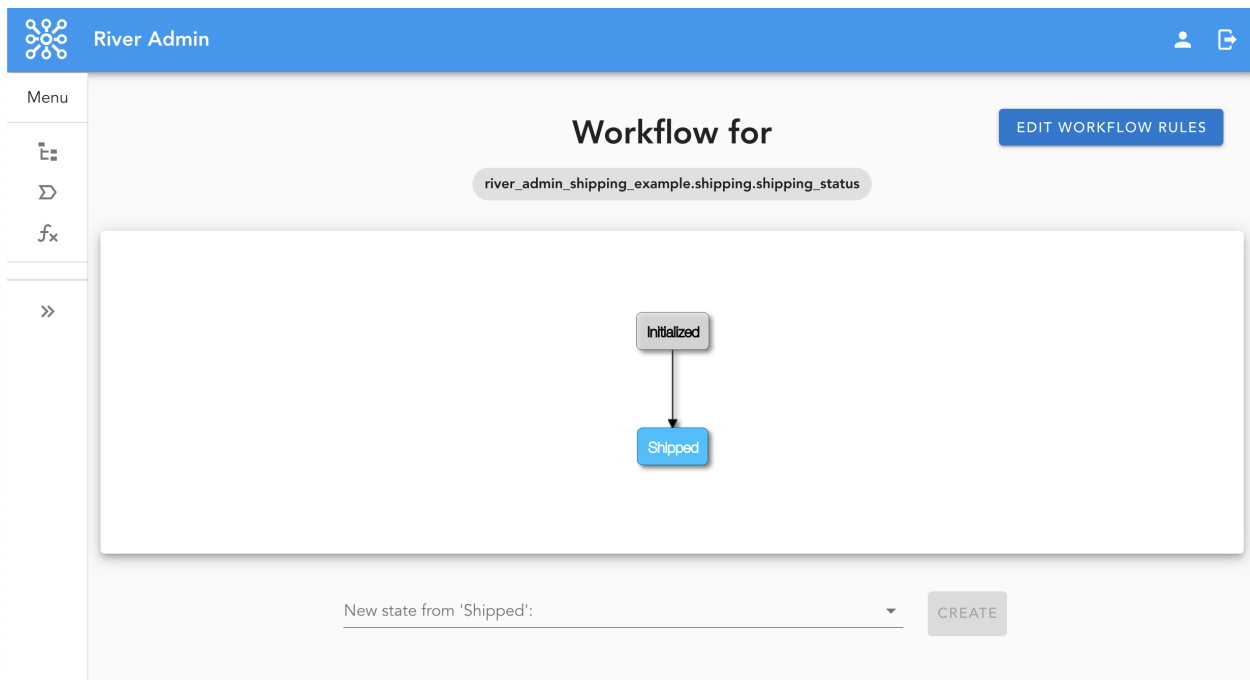 River Admin
Menu
Workflow for
EDIT WORKFLOW RULES
river_admin_shipping_example.shipping.shipping_status
Initialized
Shipped
New state from 'Shipped':
CREATE